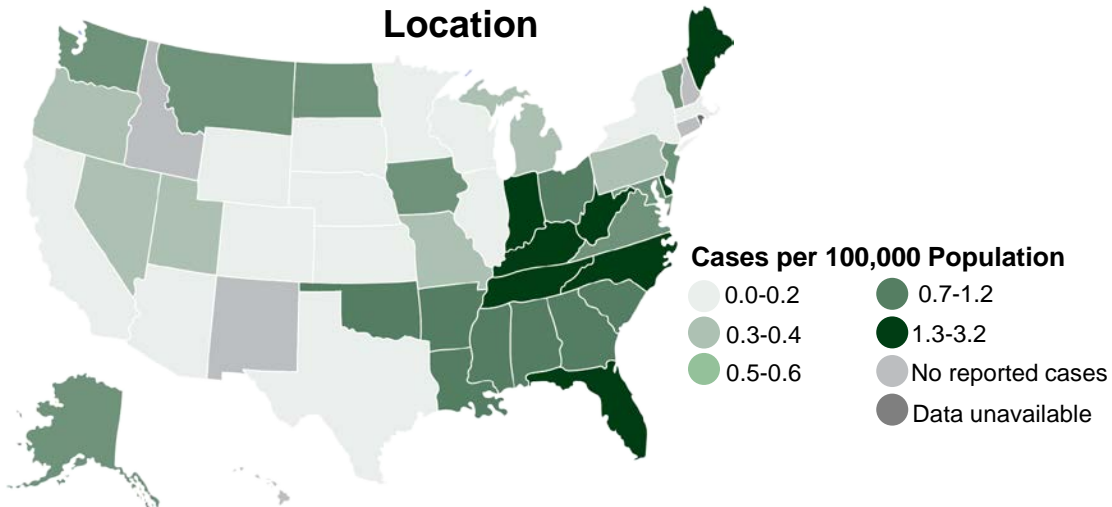 Location
Cases per 100,000 Population
0.0-0.2
0.7-1.2
0.3-0.4
1.3-3.2
0.5-0.6
No reported cases
Data unavailable